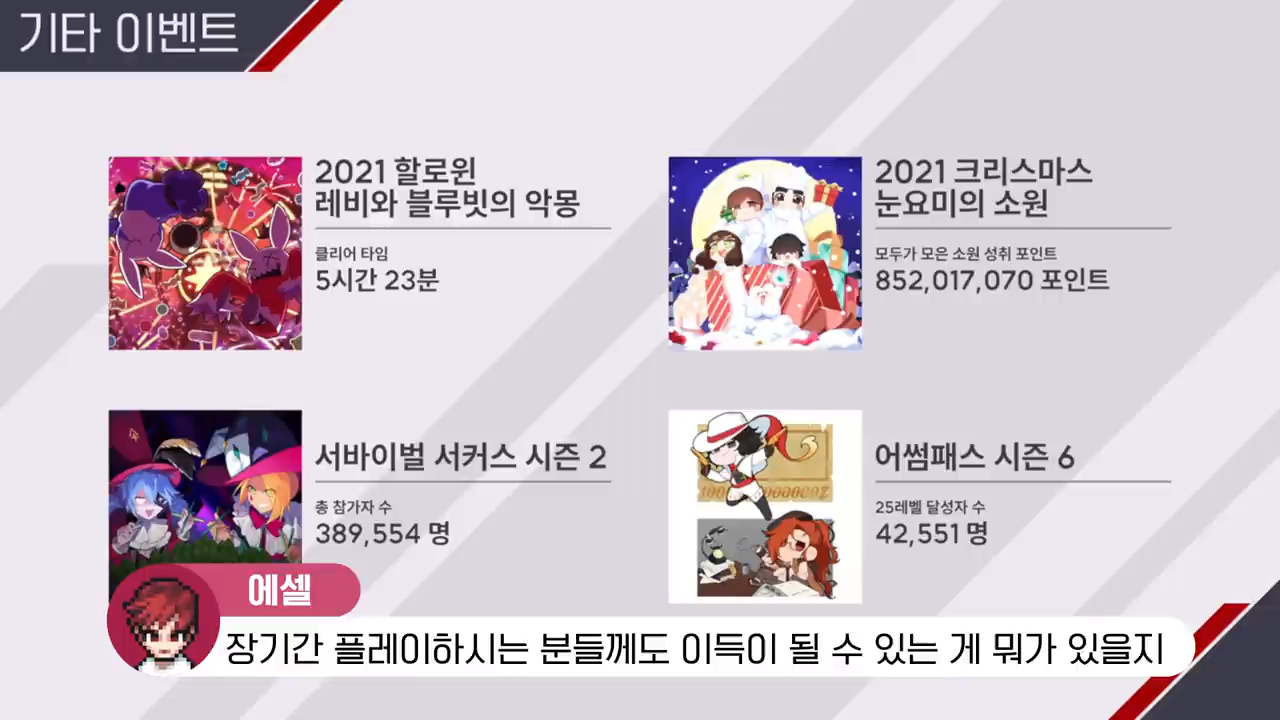 기타 이벤트
2021 할로윈
레비와 블루빗의 악몽
클리어 타임
5시간 23분
2021 크리스마스
눈요미의 소원
모두가 모은 소원 성취 포인트
852,017,070 포인트
서바이벌 서커스 시즌 2
총 참가자 수
389,554 명
어썸패스 시즌 6
25레벨 달성자 수
42,551 명
에셀
장기간 플레이하시는 분들께도 이득이 될 수 있는 게 뭐가 있을지